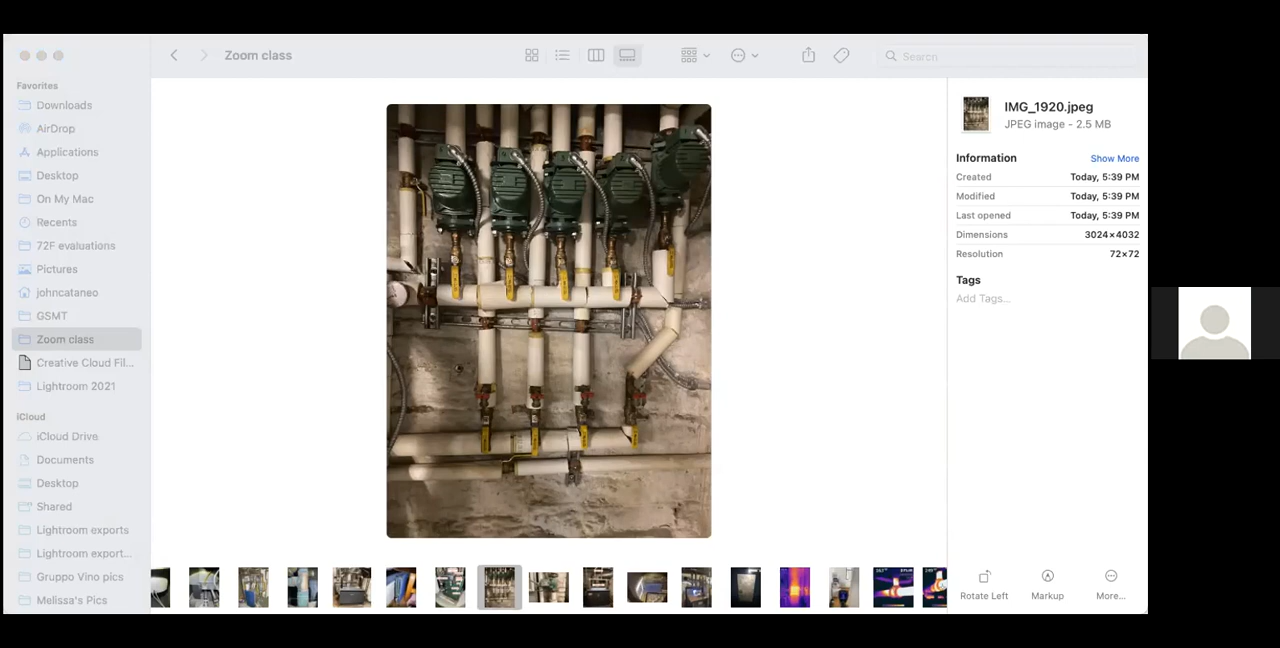 Zoom class
Search
Favorites
Downloads
AirDrop
Applications
Desktop
On My Mac
Recents
72F evaluations
Pictures
johncataneo
GSMT
Zoom class
Creative Cloud Fil...
Lightroom 2021
iCloud
iCloud Drive
Documents
Desktop
Shared
Lightroom exports
Lightroom export...
Gruppo Vino pics
Melissa's Pics
IMG_1920.jpeg
JPEG image - 2.5 MB
Information Show More
Created Today, 5:39 PM
Modified Today, 5:39 PM
Last opened Today, 5:39 PM
Dimensions 3024×4032
Resolution 72×72
Tags
Add Tags...
Rotate Left Markup More...